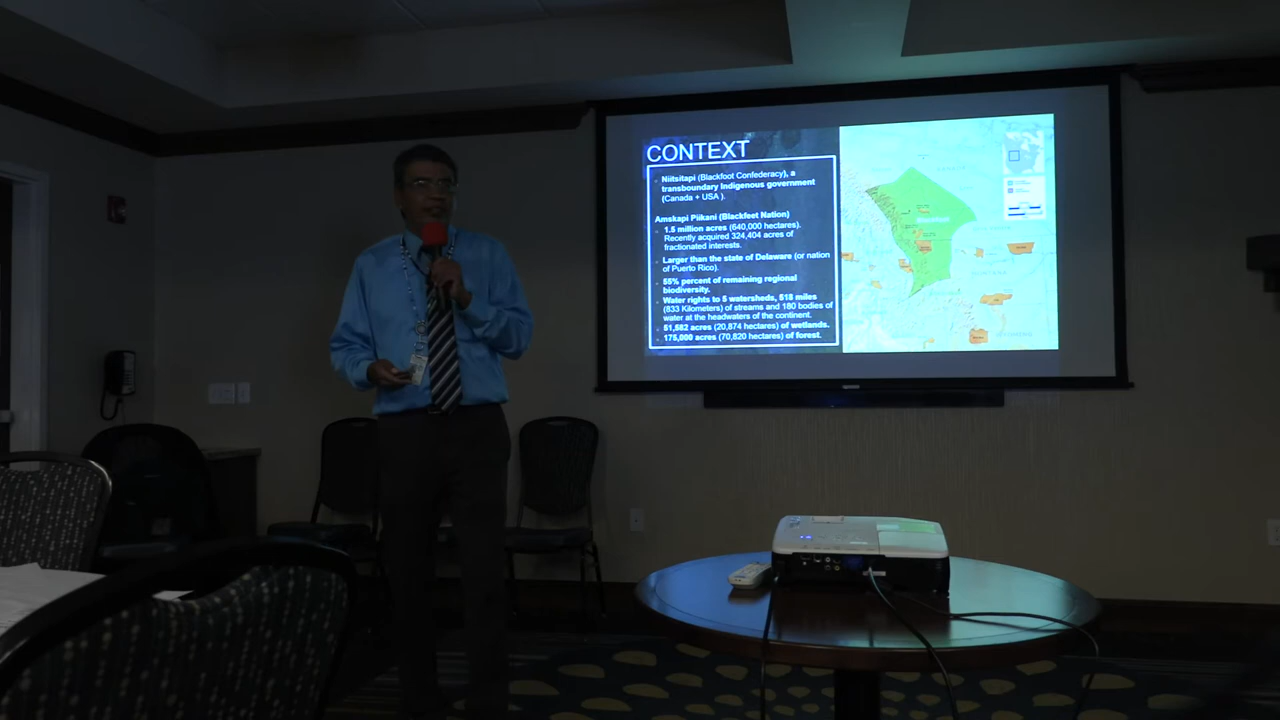 CONTEXT
Niitsitapi (Blackfoot Confederacy), a
transboundary Indigenous government
(Canada + USA ).
Amskapi Piikani (Blackfeet Nation)
1.5 million acres (640,000 hectares).
Recently acquired 324,404 acres of
fractionated interests.
Larger than the state of Delaware (or nation
of Puerto Rico).
55% percent of remaining regional
biodiversity.
Water rights to 5 watersheds, 518 miles
(833 Kilometers) of streams and 180 bodies of
water at the headwaters of the continent.
51,582 acres (20,874 hectares) of wetlands.
175,000 acres (70,820 hectares) of forest.